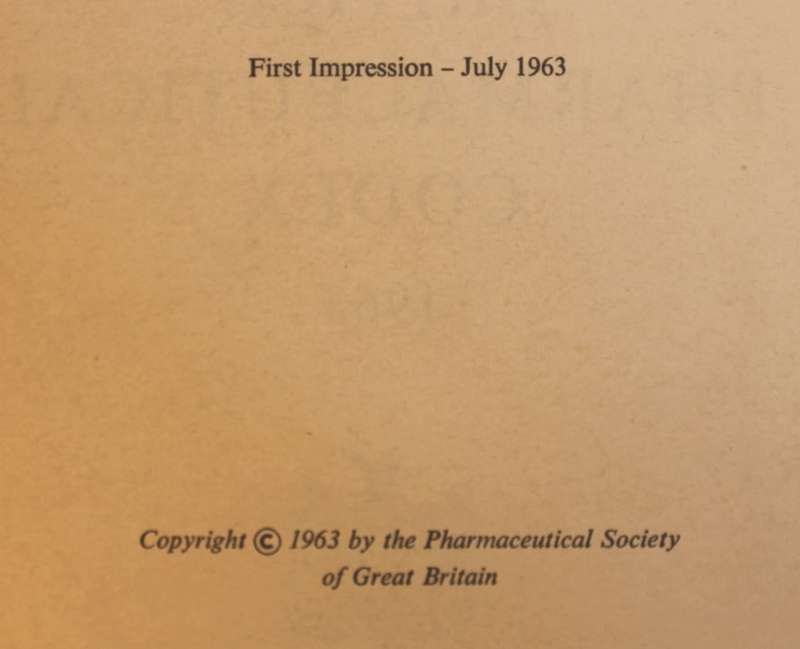 First Impression – July 1963
Copyright © 1963 by the Pharmaceutical Society
of Great Britain